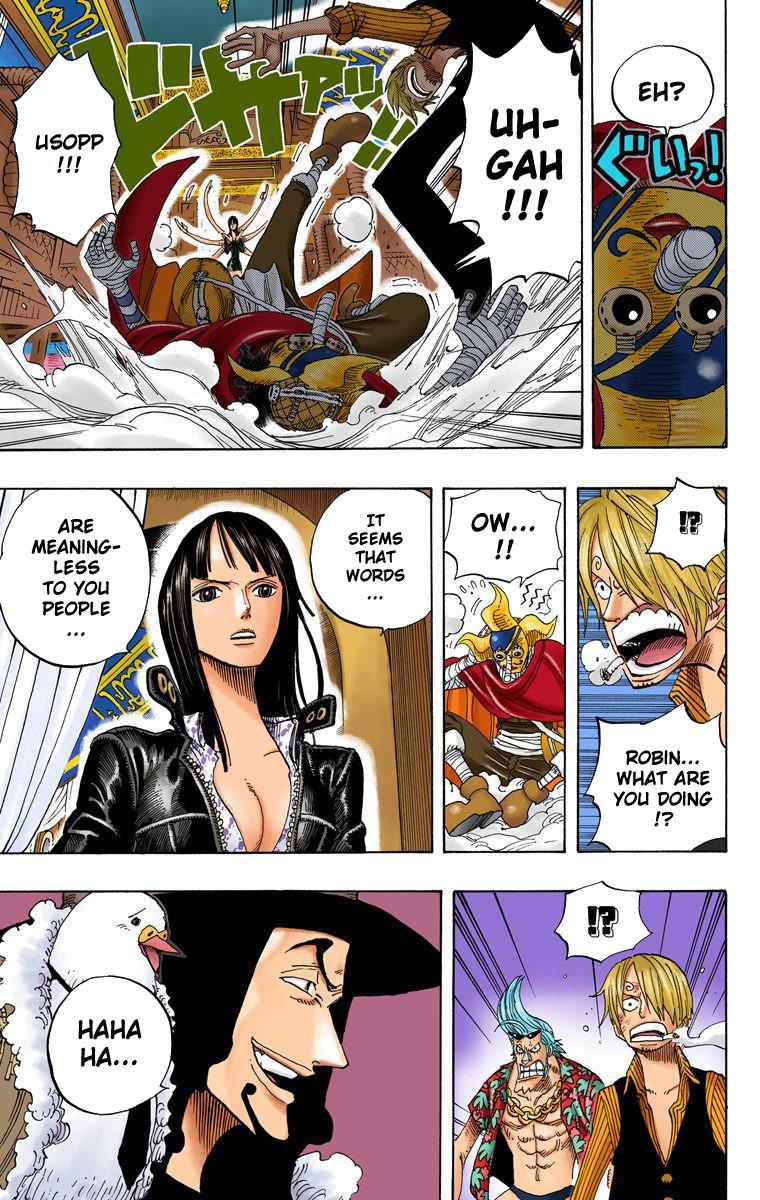 EH?
ぐいっ!
UH-
GAH
!!!
USOPP
!!!
ドサァッ!!
!?
ROBIN...
WHAT ARE
YOU DOING
!?
OW...
!!
IT
SEEMS
THAT
WORDS
...
ARE
MEANING-
LESS
TO YOU
PEOPLE
...
!?
HAHA
HA...